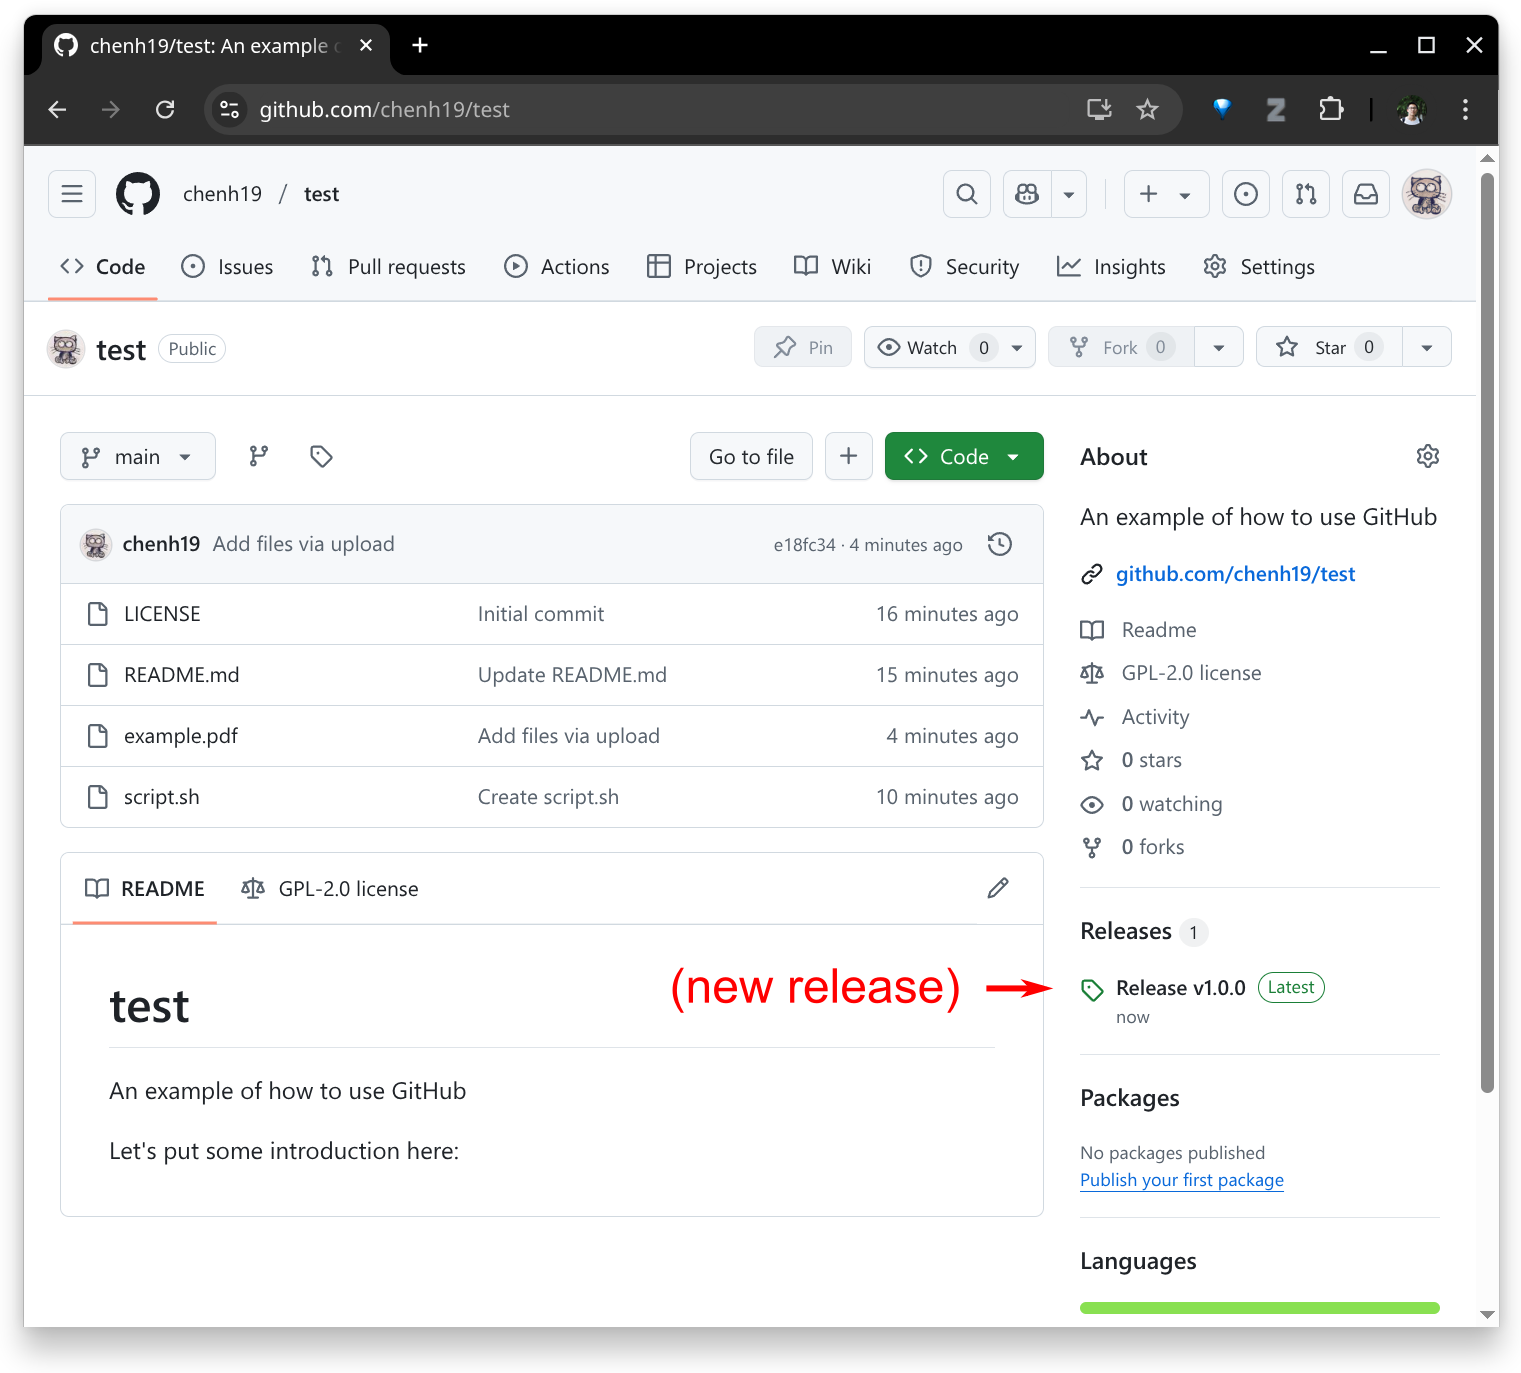 chenh19/test: An example
github.com/chenh19/test
chenh19 / test
Code Issues Pull requests Actions Projects Wiki Security Insights Settings
test Public Pin Watch 0 Fork 0 Star 0
main Go to file Code
chenh19 Add files via upload e18fc34 · 4 minutes ago
LICENSE Initial commit 16 minutes ago
README.md Update README.md 15 minutes ago
example.pdf Add files via upload 4 minutes ago
script.sh Create script.sh 10 minutes ago
README GPL-2.0 license
test
An example of how to use GitHub
Let's put some introduction here:
(new release)
About
An example of how to use GitHub
github.com/chenh19/test
Readme
GPL-2.0 license
Activity
0 stars
0 watching
0 forks
Releases 1
Release v1.0.0 Latest
now
Packages
No packages published
Publish your first package
Languages